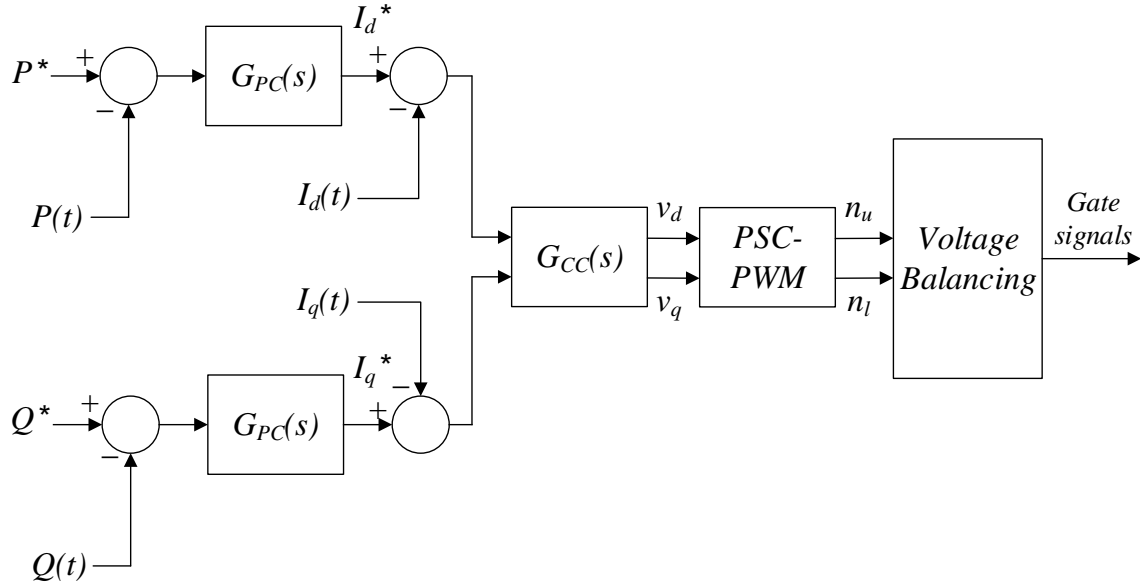 I_d*
P*
+
−
G_PC(s)
+
−
P(t)
I_d(t)
v_d
v_q
G_CC(s)
PSC-
PWM
n_u
n_l
Voltage
Balancing
Gate
signals
I_q(t)
I_q*
−
+
Q*
+
−
G_PC(s)
Q(t)